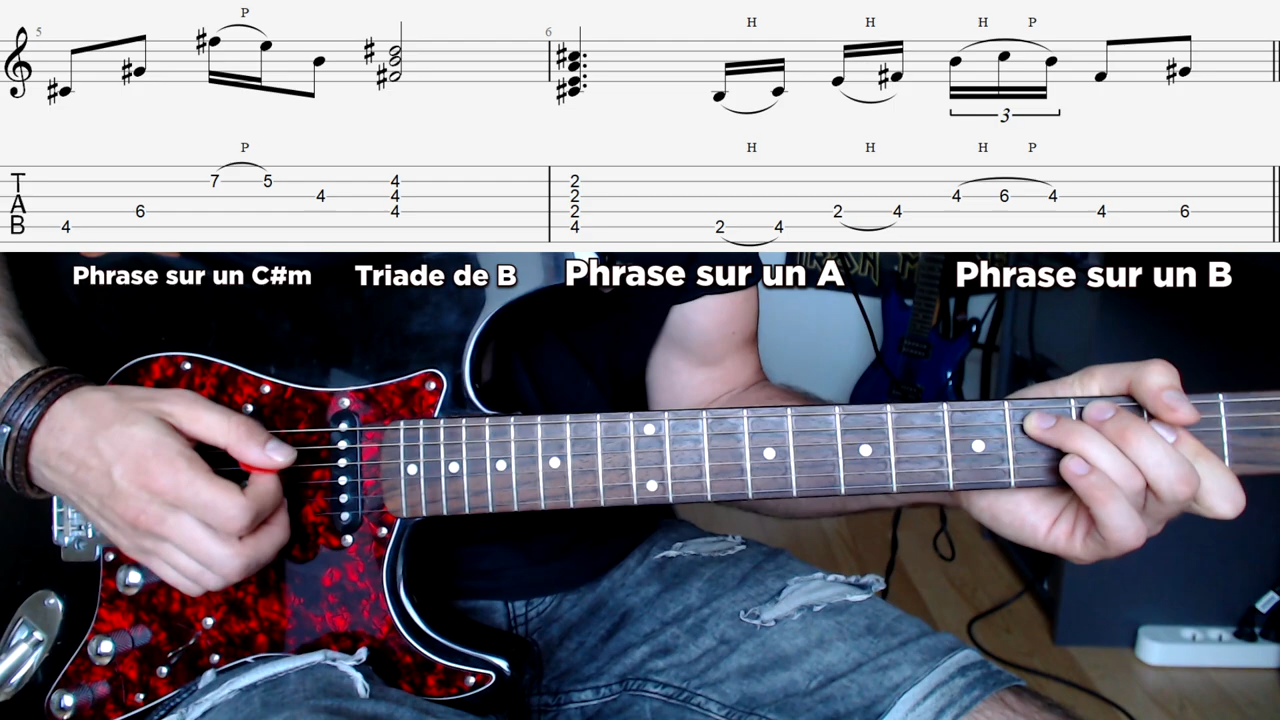 P
5
6
H
H
H P
3
P
H
H
H P
T
A
B
7 5 4 2
4 4 2 4 6 4
6 4 2 2 4 4 6
4 4 2 4
Phrase sur un C#m
Triade de B
Phrase sur un A
Phrase sur un B